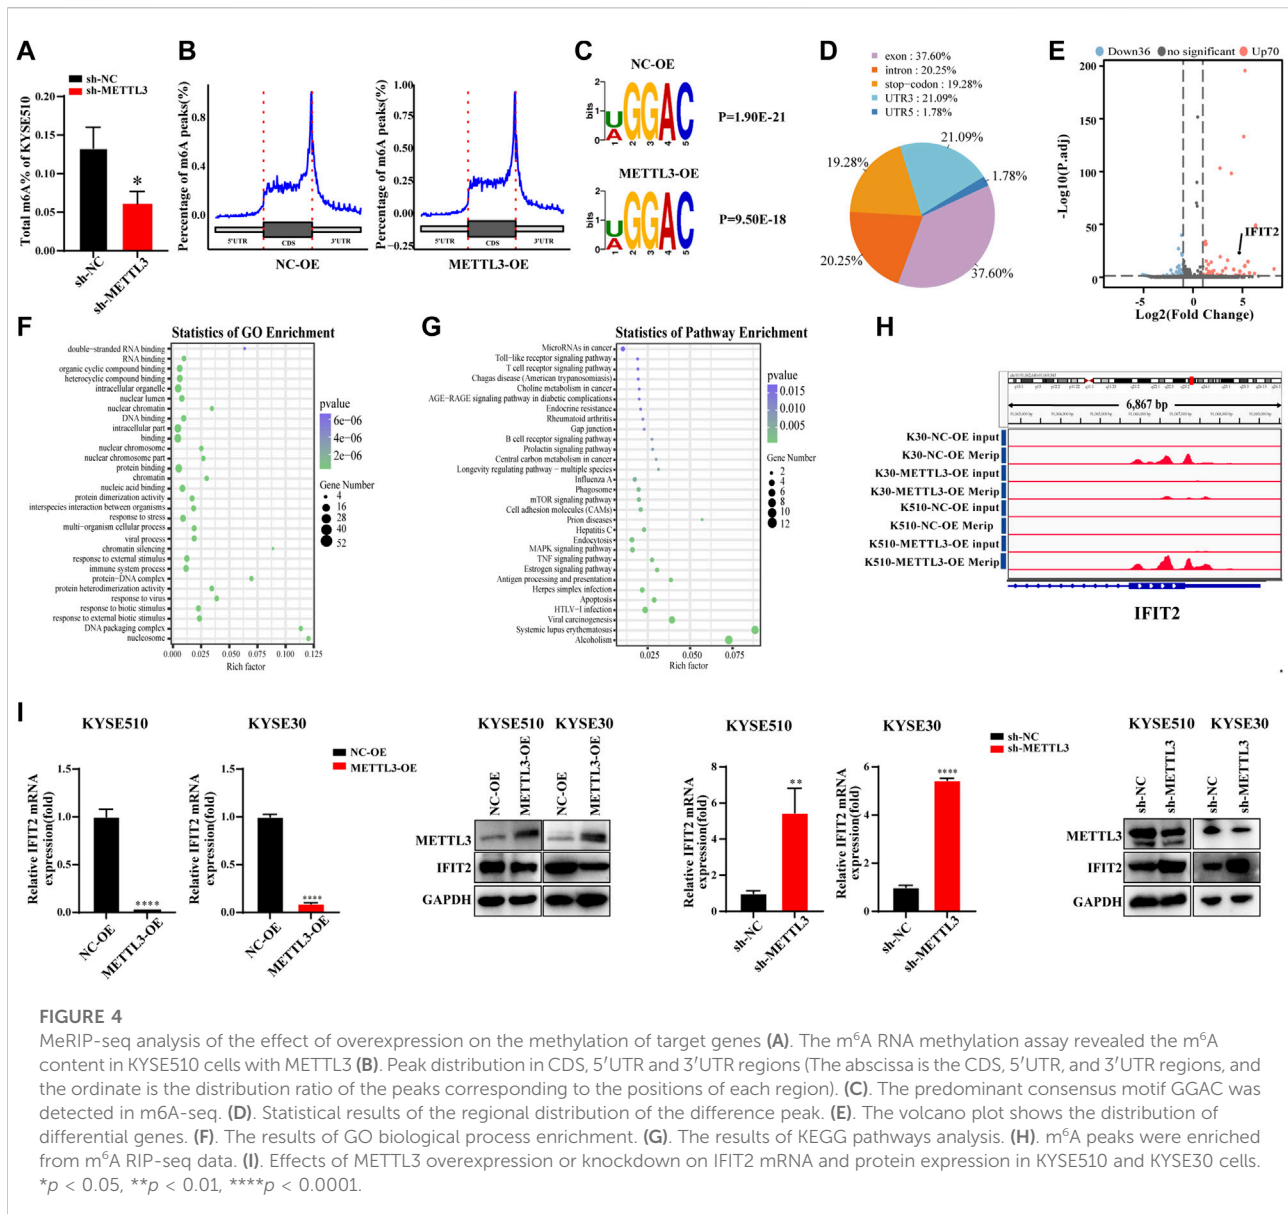 A
sh-NC
sh-METTL3
Total m6A% of KYSE510
0.20
0.15
0.10
0.05
0.00
*
sh-NC
sh-METTL3
B
Percentage of m6A peaks(%)
0.8
0.4
0.0
5'UTR
CDS
3'UTR
NC-OE
Percentage of m6A peaks(%)
1.00
0.75
0.50
0.25
0.00
−0.25
5'UTR
CDS
3'UTR
METTL3-OE
C
NC-OE
bits
2
1
0
U
A
GGAC
1 2 3 4 5
P=1.90E-21
METTL3-OE
bits
2
1
0
U
A
GGAC
1 2 3 4 5
P=9.50E-18
D
exon : 37.60%
intron : 20.25%
stop-codon : 19.28%
UTR3 : 21.09%
UTR5 : 1.78%
21.09%
19.28%
1.78%
20.25%
37.60%
E
Down36
no significant
Up70
-Log10(P.adj)
200
150
100
50
0
IFIT2
-5
0
5
Log2(Fold Change)
F
Statistics of GO Enrichment
double-stranded RNA binding
RNA binding
organic cyclic compound binding
heterocyclic compound binding
intracellular organelle
nuclear lumen
nuclear chromatin
DNA binding
intracellular part
binding
nuclear chromosome
nuclear chromosome part
protein binding
chromatin
nucleic acid binding
protein dimerization activity
interspecies interaction between organisms
response to stress
multi-organism cellular process
viral process
chromatin silencing
response to external stimulus
immune system process
protein-DNA complex
protein heterodimerization activity
response to virus
response to biotic stimulus
response to external biotic stimulus
DNA packaging complex
nucleosome
0.000
0.025
0.050
0.075
0.100
0.125
Rich factor
pvalue
6e-06
4e-06
2e-06
Gene Number
4
16
28
40
52
G
Statistics of Pathway Enrichment
MicroRNAs in cancer
Toll-like receptor signaling pathway
T cell receptor signaling pathway
Chagas disease (American trypanosomiasis)
Choline metabolism in cancer
AGE-RAGE signaling pathway in diabetic complications
Endocrine resistance
Rheumatoid arthritis
Gap junction
B cell receptor signaling pathway
Prolactin signaling pathway
Central carbon metabolism in cancer
Longevity regulating pathway − multiple species
Influenza A
Phagosome
mTOR signaling pathway
Cell adhesion molecules (CAMs)
Prion diseases
Hepatitis C
Endocytosis
MAPK signaling pathway
TNF signaling pathway
Estrogen signaling pathway
Antigen processing and presentation
Herpes simplex infection
Apoptosis
HTLV-I infection
Viral carcinogenesis
Systemic lupus erythematosus
Alcoholism
0.025
0.050
0.075
Rich factor
pvalue
0.015
0.010
0.005
Gene Number
2
4
6
8
10
12
H
6,867 bp
K30-NC-OE input
K30-NC-OE Merip
K30-METTL3-OE input
K30-METTL3-OE Merip
K510-NC-OE input
K510-NC-OE Merip
K510-METTL3-OE input
K510-METTL3-OE Merip
IFIT2
I
KYSE510
Relative IFIT2 mRNA
expression(fold)
1.5
1.0
0.5
0.0
****
NC-OE
METTL3-OE
KYSE30
Relative IFIT2 mRNA
expression(fold)
1.5
1.0
0.5
0.0
****
NC-OE
METTL3-OE
NC-OE
METTL3-OE
KYSE510 KYSE30
NC-OE
METTL3-OE
NC-OE
METTL3-OE
METTL3
IFIT2
GAPDH
KYSE510
Relative IFIT2 mRNA
expression(fold)
8
6
4
2
0
**
sh-NC
sh-METTL3
KYSE30
Relative IFIT2 mRNA
expression(fold)
6
4
2
0
****
sh-NC
sh-METTL3
sh-NC
sh-METTL3
KYSE510 KYSE30
sh-NC
sh-METTL3
sh-NC
sh-METTL3
METTL3
IFIT2
GAPDH
FIGURE 4
MeRIP-seq analysis of the effect of overexpression on the methylation of target genes (A). The m⁶A RNA methylation assay revealed the m⁶A
content in KYSE510 cells with METTL3 (B). Peak distribution in CDS, 5′UTR and 3′UTR regions (The abscissa is the CDS, 5′UTR, and 3′UTR regions, and
the ordinate is the distribution ratio of the peaks corresponding to the positions of each region). (C). The predominant consensus motif GGAC was
detected in m6A-seq. (D). Statistical results of the regional distribution of the difference peak. (E). The volcano plot shows the distribution of
differential genes. (F). The results of GO biological process enrichment. (G). The results of KEGG pathways analysis. (H). m⁶A peaks were enriched
from m⁶A RIP-seq data. (I). Effects of METTL3 overexpression or knockdown on IFIT2 mRNA and protein expression in KYSE510 and KYSE30 cells.
*p < 0.05, **p < 0.01, ****p < 0.0001.